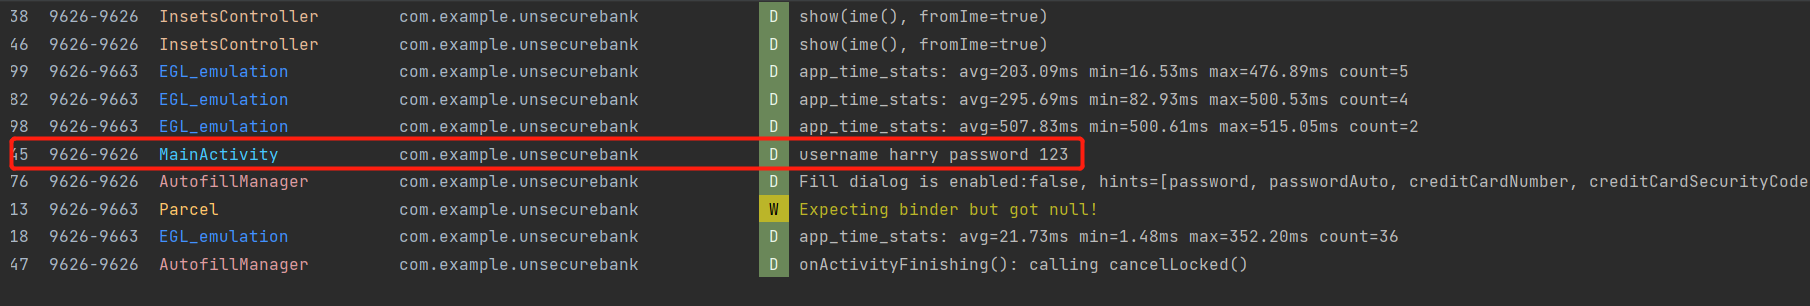 38 9626-9626 InsetsController com.example.unsecurebank D show(ime(), fromIme=true)
46 9626-9626 InsetsController com.example.unsecurebank D show(ime(), fromIme=true)
99 9626-9663 EGL_emulation com.example.unsecurebank D app_time_stats: avg=203.09ms min=16.53ms max=476.89ms count=5
82 9626-9663 EGL_emulation com.example.unsecurebank D app_time_stats: avg=295.69ms min=82.93ms max=500.53ms count=4
98 9626-9663 EGL_emulation com.example.unsecurebank D app_time_stats: avg=507.83ms min=500.61ms max=515.05ms count=2
45 9626-9626 MainActivity com.example.unsecurebank D username harry password 123
76 9626-9626 AutofillManager com.example.unsecurebank D Fill dialog is enabled:false, hints=[password, passwordAuto, creditCardNumber, creditCardSecurityCode
13 9626-9663 Parcel com.example.unsecurebank W Expecting binder but got null!
18 9626-9663 EGL_emulation com.example.unsecurebank D app_time_stats: avg=21.73ms min=1.48ms max=352.20ms count=36
47 9626-9626 AutofillManager com.example.unsecurebank D onActivityFinishing(): calling cancelLocked()